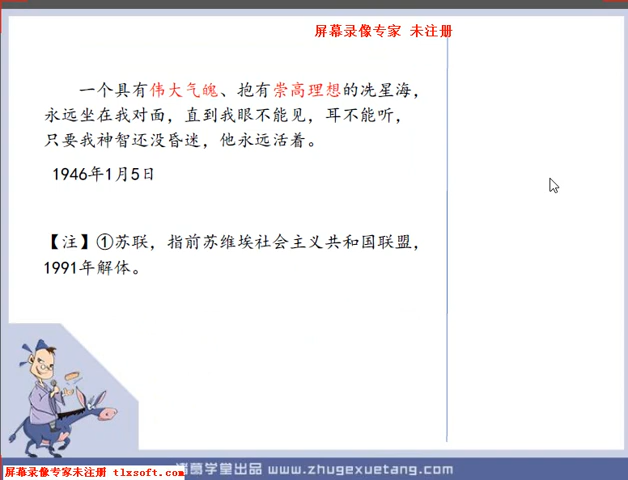 屏幕录像专家 未注册
一个具有伟大气魄、抱有崇高理想的冼星海，
永远坐在我对面，直到我眼不能见，耳不能听，
只要我神智还没昏迷，他永远活着。
1946年1月5日
【注】①苏联，指前苏维埃社会主义共和国联盟，
1991年解体。
屏幕录像专家未注册 tlxsoft.com
诸葛学堂出品 www.zhugexuetang.com